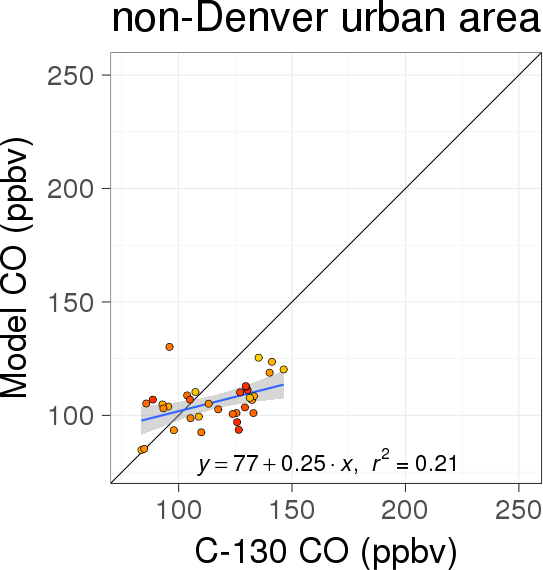 non-Denver urban area
Model CO (ppbv)
250
200
150
100
y = 77 + 0.25 · x, r² = 0.21
100 150 200 250
C-130 CO (ppbv)